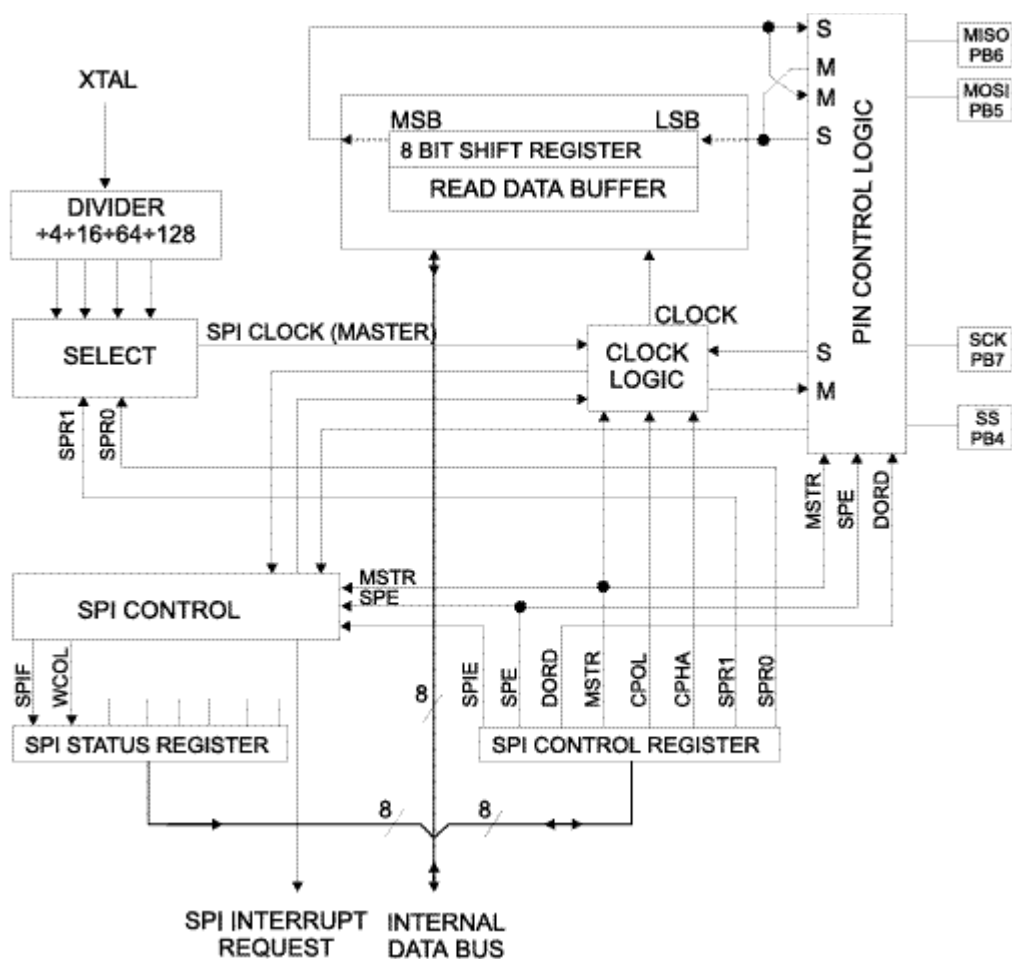 S
MISO
PB6
M
M
MOSI
PB5
S
XTAL
MSB
LSB
8 BIT SHIFT REGISTER
READ DATA BUFFER
DIVIDER
÷4÷16÷64÷128
PIN CONTROL LOGIC
SELECT
SPI CLOCK (MASTER)
CLOCK
CLOCK
LOGIC
S
M
SCK
PB7
SS
PB4
SPR1
SPR0
MSTR
SPE
DORD
SPI CONTROL
MSTR
SPE
SPIF
WCOL
8
SPIE
SPE
DORD
MSTR
CPOL
CPHA
SPR1
SPR0
SPI STATUS REGISTER
SPI CONTROL REGISTER
8
8
SPI INTERRUPT
REQUEST
INTERNAL
DATA BUS